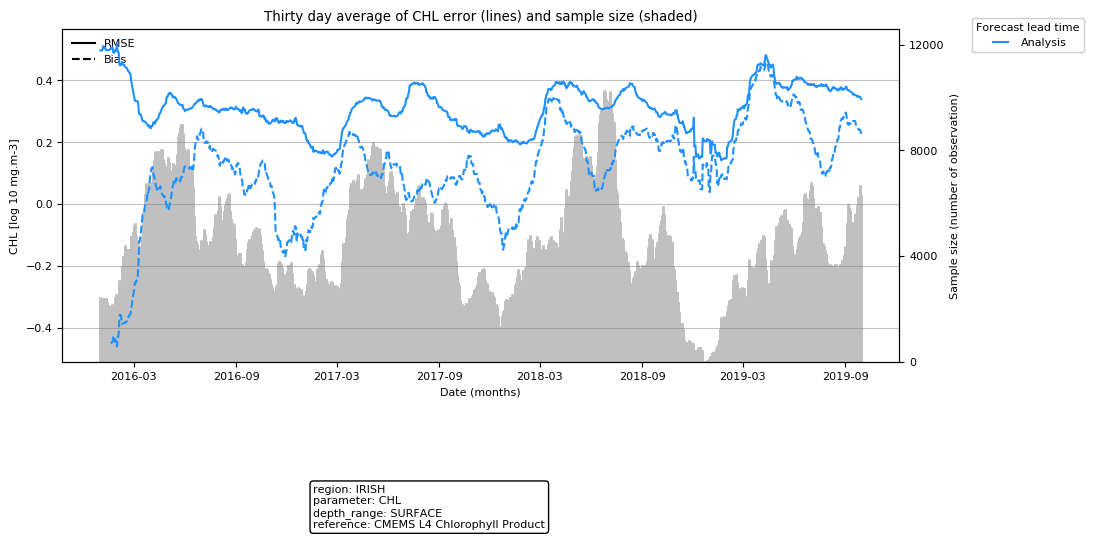 Thirty day average of CHL error (lines) and sample size (shaded)
Forecast lead time
Analysis
RMSE
Bias
CHL [log 10 mg.m-3]
0.4
0.2
0.0
−0.2
−0.4
12000
8000
4000
0
Sample size (number of observation)
2016-03 2016-09 2017-03 2017-09 2018-03 2018-09 2019-03 2019-09
Date (months)
region: IRISH
parameter: CHL
depth_range: SURFACE
reference: CMEMS L4 Chlorophyll Product